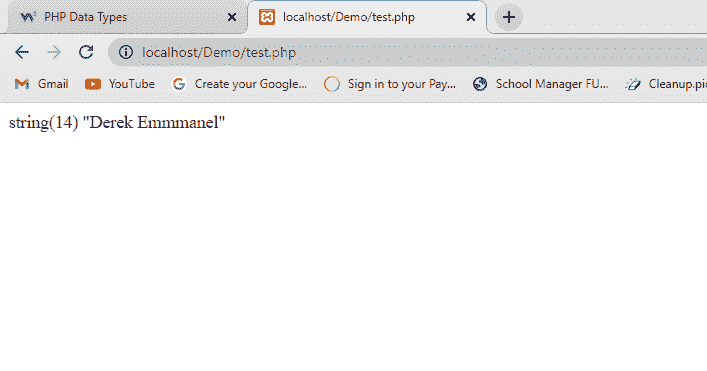 PHP Data Types
localhost/Demo/test.php
localhost/Demo/test.php
Gmail YouTube Create your Google... Sign in to your Pay... School Manager FU... Cleanup.pic
string(14) "Derek Emmmanel"